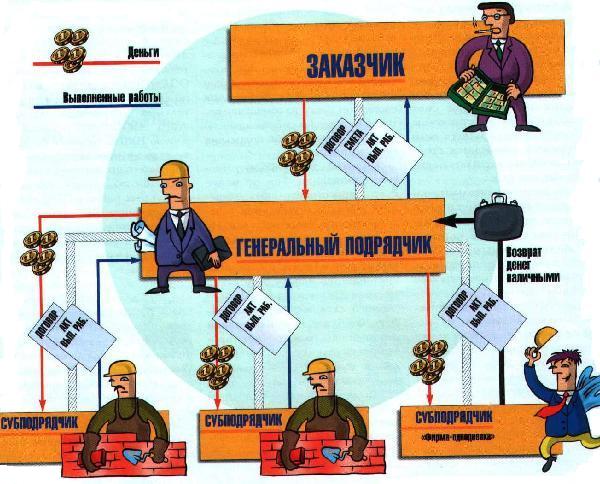 Деньги
Выполненные работы
ЗАКАЗЧИК
ДОГОВОР
СМЕТА
АКТ
ВЫП. РАБ.
ГЕНЕРАЛЬНЫЙ ПОДРЯДЧИК
Возврат
денег
наличными
ДОГОВОР
АКТ
ВЫП. РАБ.
ДОГОВОР
АКТ
ВЫП. РАБ.
ДОГОВОР
АКТ
ВЫП. РАБ.
СУБПОДРЯДЧИК
СУБПОДРЯДЧИК
СУБПОДРЯДЧИК
«Фирма-однодневка»